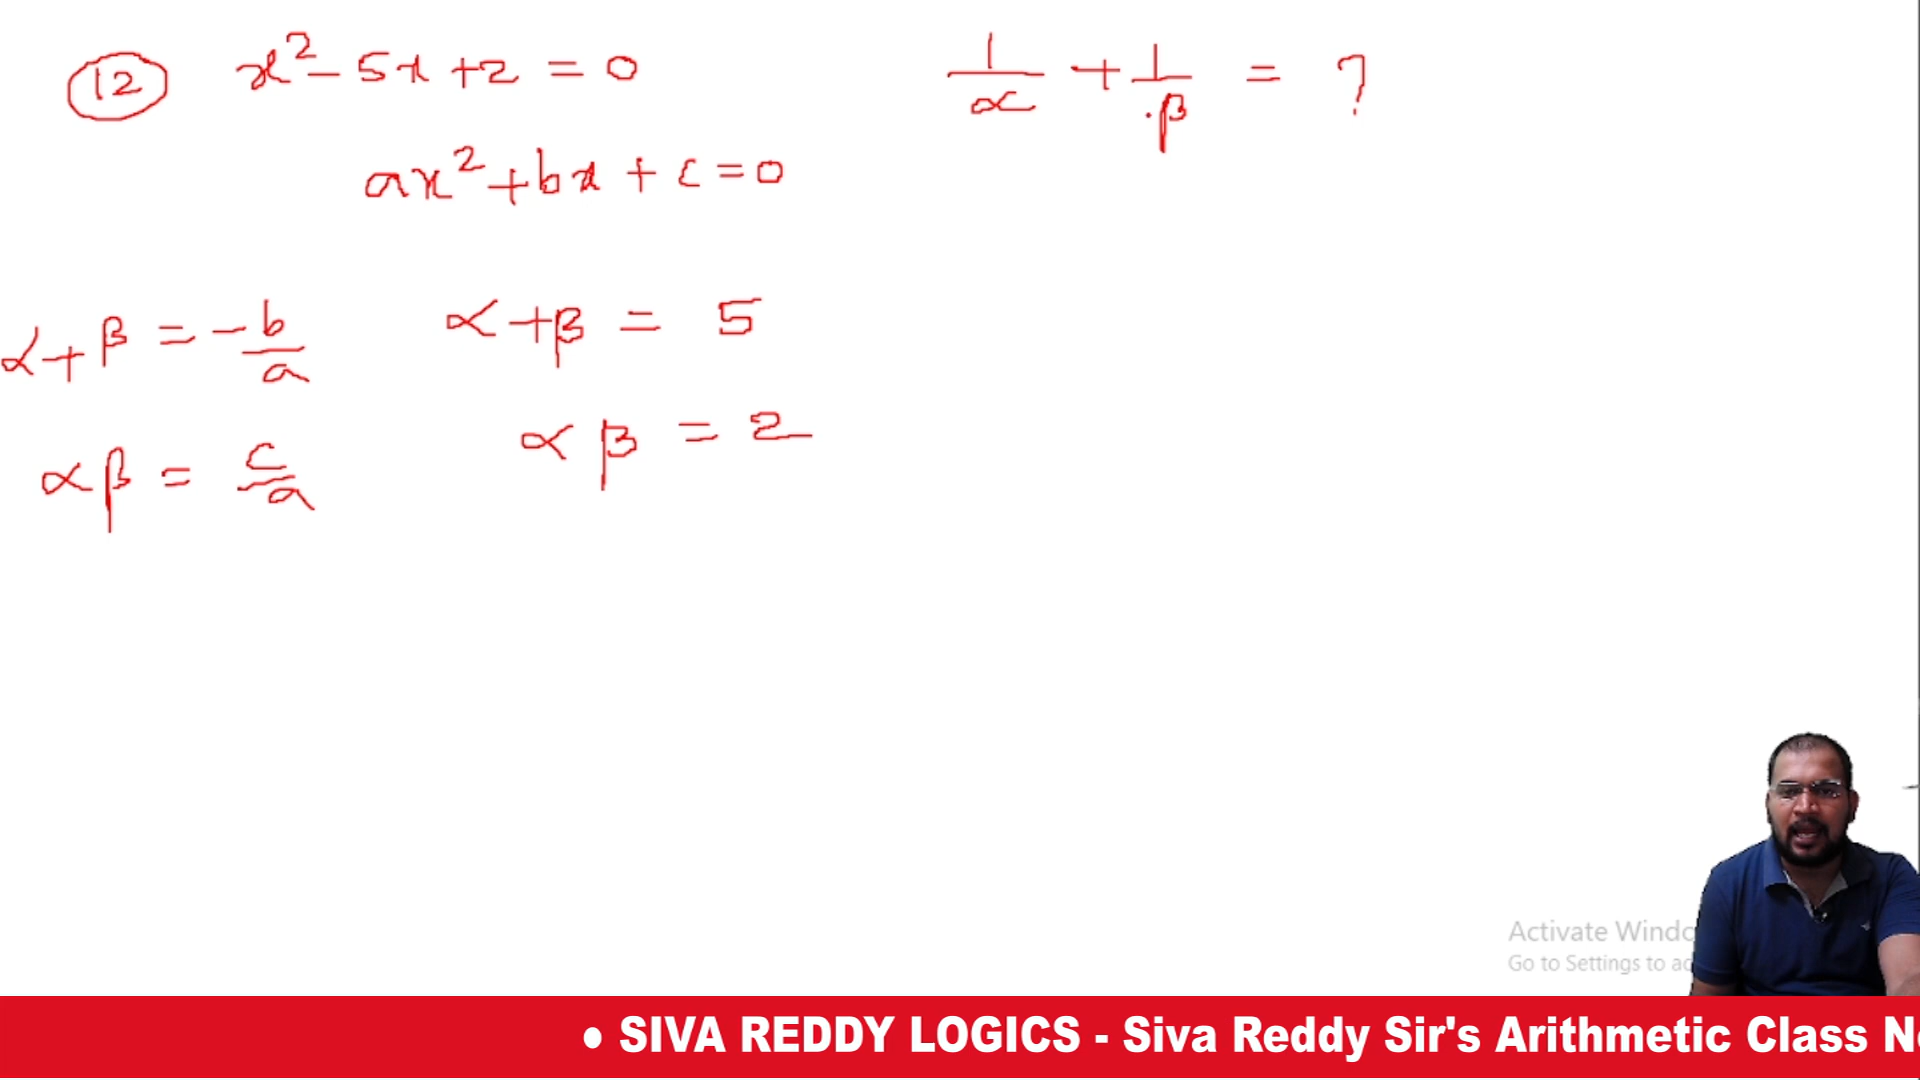 12 x² - 5x + 2 = 0
1/α + 1/β = ?
ax² + bx + c = 0
α + β = -b/a
α + β = 5
αβ = c/a
αβ = 2
Activate Windo
Go to Settings to ac
• SIVA REDDY LOGICS - Siva Reddy Sir's Arithmetic Class N